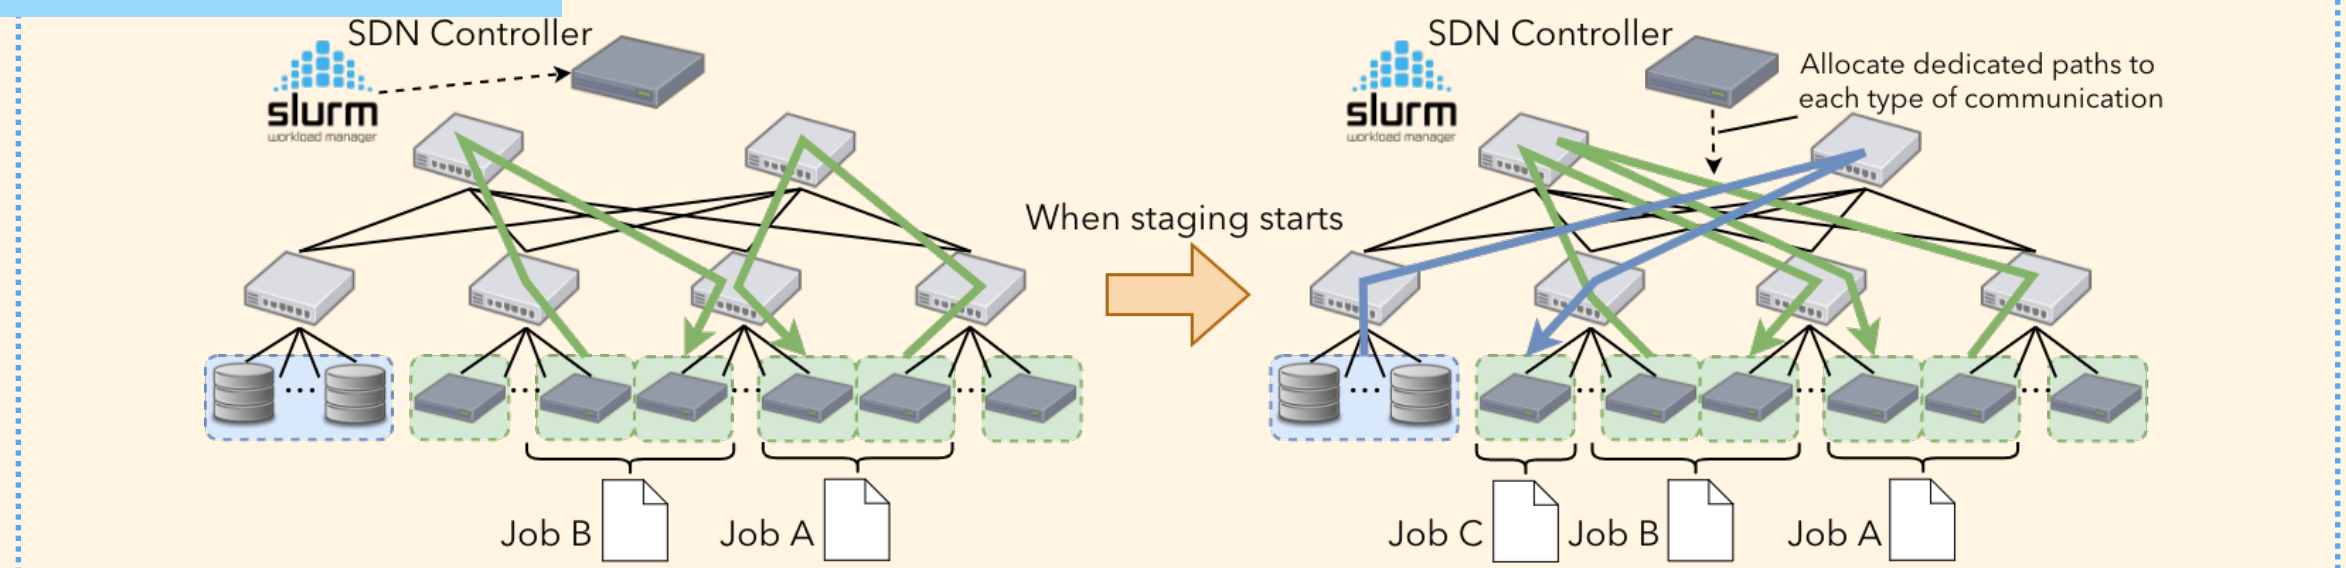 SDN Controller
slurm
workload manager
Job B
Job A
When staging starts
SDN Controller
slurm
workload manager
Allocate dedicated paths to
each type of communication
Job C
Job B
Job A